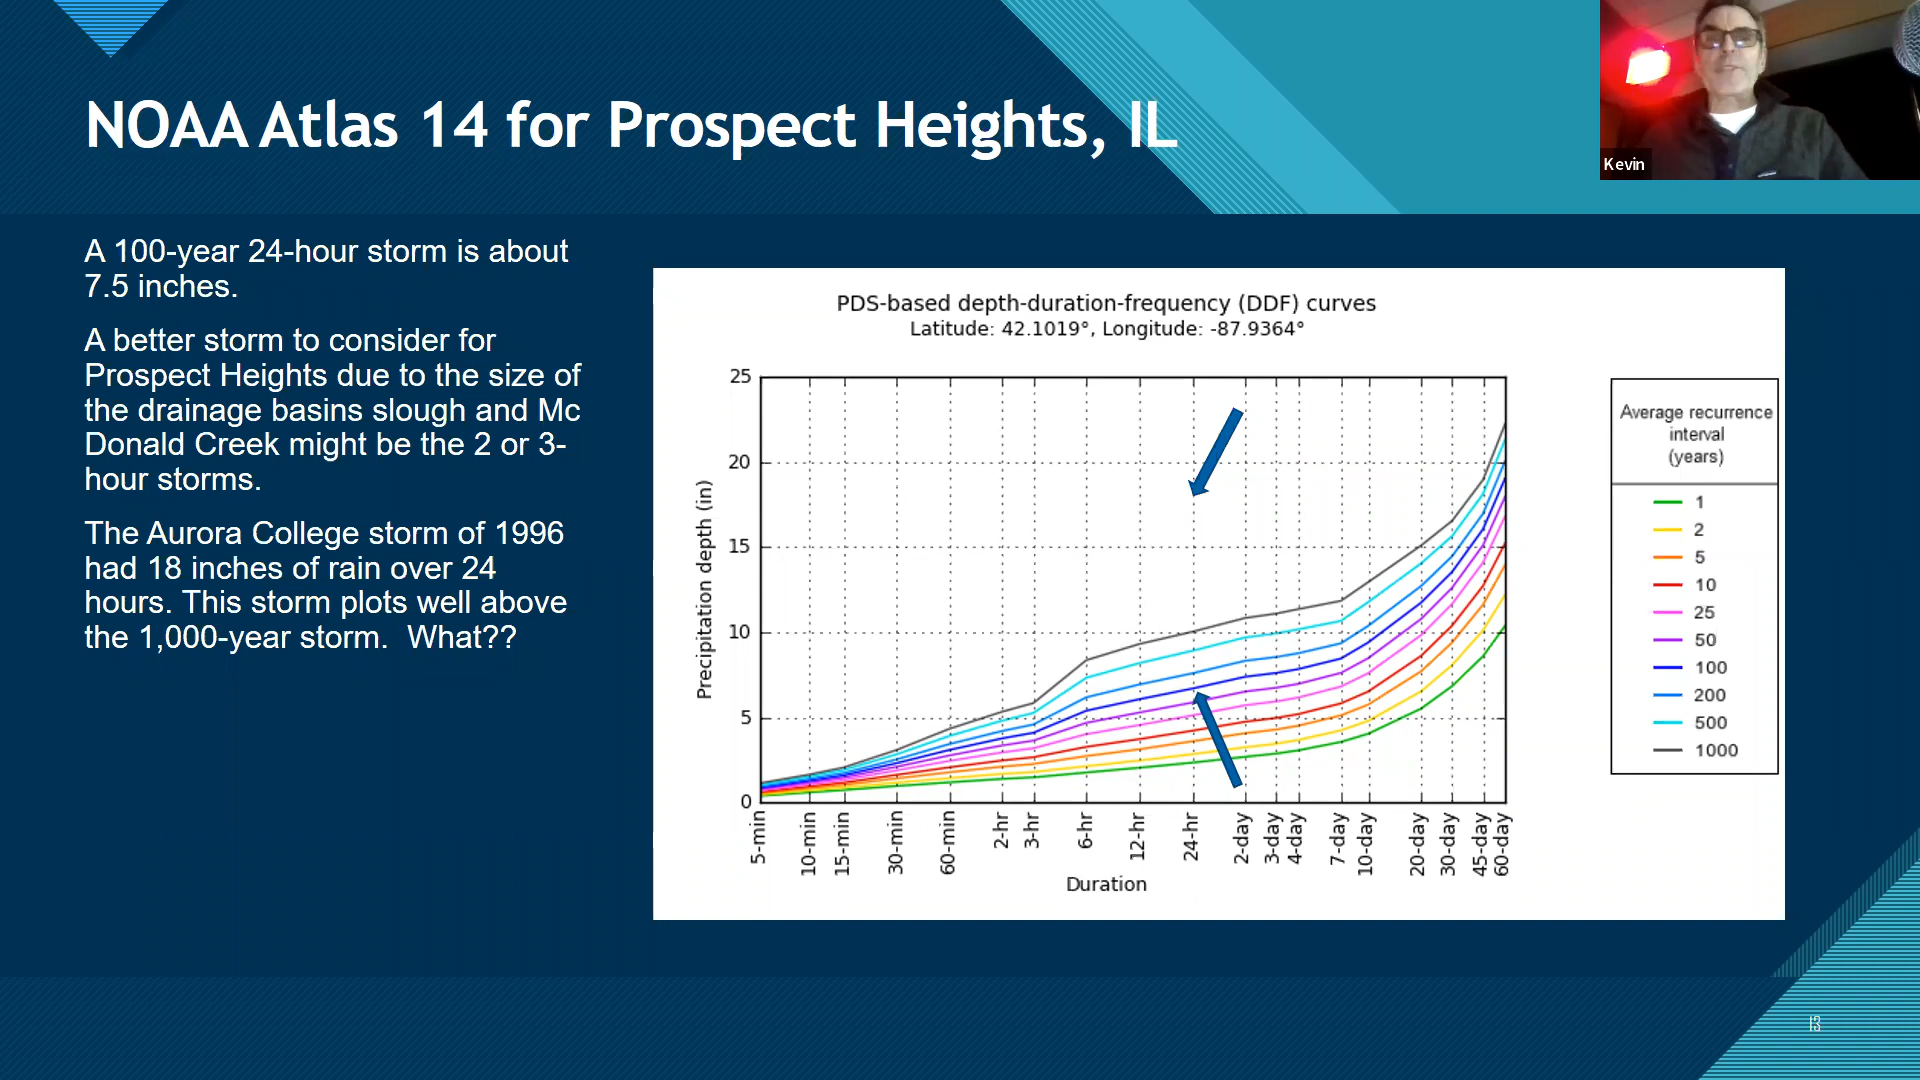 NOAA Atlas 14 for Prospect Heights, IL
Kevin
A 100-year 24-hour storm is about
7.5 inches.
A better storm to consider for
Prospect Heights due to the size of
the drainage basins slough and Mc
Donald Creek might be the 2 or 3-
hour storms.
The Aurora College storm of 1996
had 18 inches of rain over 24
hours. This storm plots well above
the 1,000-year storm.  What??
PDS-based depth-duration-frequency (DDF) curves
Latitude: 42.1019°, Longitude: -87.9364°
Precipitation depth (in)
25
20
15
10
5
0
5-min
10-min
15-min
30-min
60-min
2-hr
3-hr
6-hr
12-hr
24-hr
2-day
3-day
4-day
7-day
10-day
20-day
30-day
45-day
60-day
Duration
Average recurrence
interval
(years)
1
2
5
10
25
50
100
200
500
1000
13